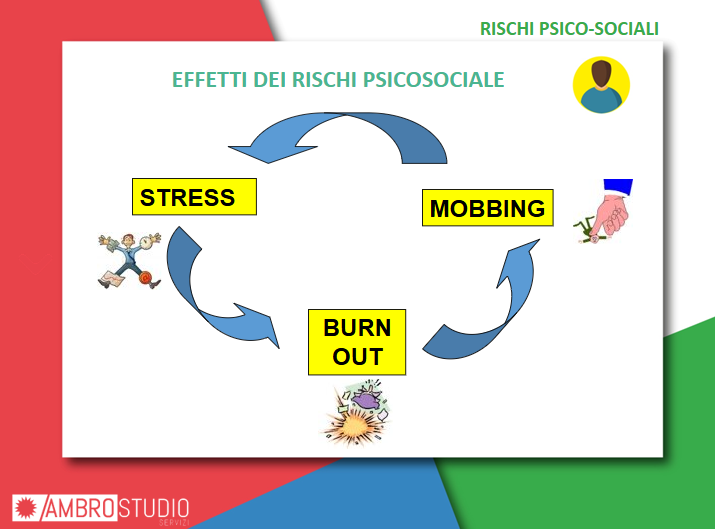 RISCHI PSICO-SOCIALI
EFFETTI DEI RISCHI PSICOSOCIALE
STRESS
MOBBING
BURN
OUT
AMBROSTUDIO
SERVIZI